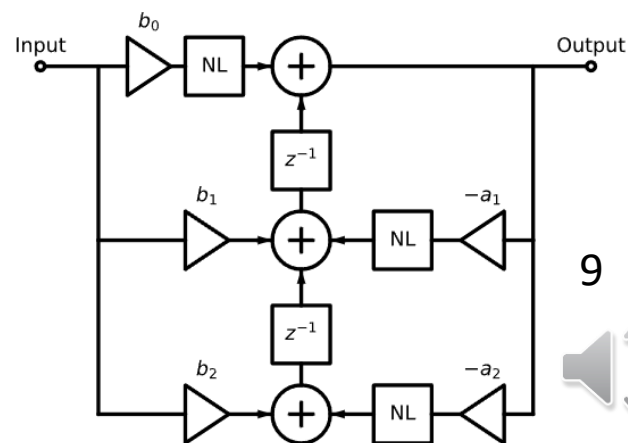 b₀
Input NL + Output
z⁻¹
b₁ + NL −a₁
9
z⁻¹
b₂ + NL −a₂